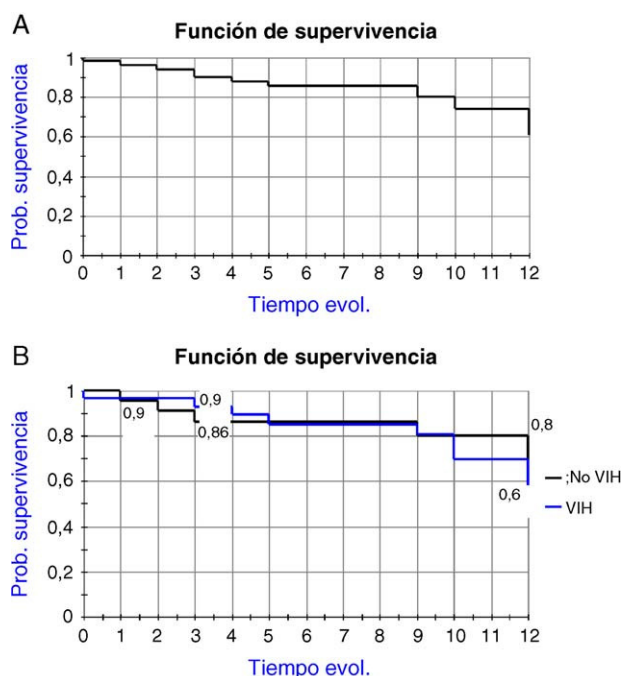 A
Función de supervivencia
Prob. supervivencia
1
0,8
0,6
0,4
0,2
0
0 1 2 3 4 5 6 7 8 9 10 11 12
Tiempo evol.
B
Función de supervivencia
Prob. supervivencia
1
0,8
0,6
0,4
0,2
0
0,9
0,9
0,86
0,8
0,6
;No VIH
VIH
0 1 2 3 4 5 6 7 8 9 10 11 12
Tiempo evol.